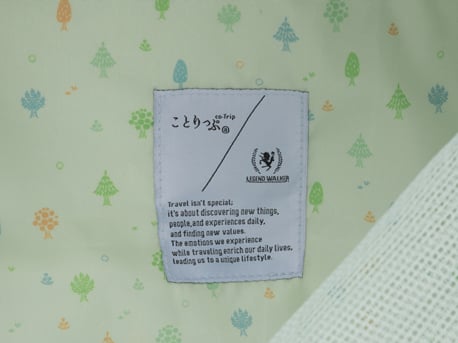 co-Trip
ことりっぷ®
LEGEND WALKER
Travel isn't special;
it's about discovering new things,
people, and experiences daily,
and finding new values.
The emotions we experience
while traveling enrich our daily lives,
leading us to a unique lifestyle.